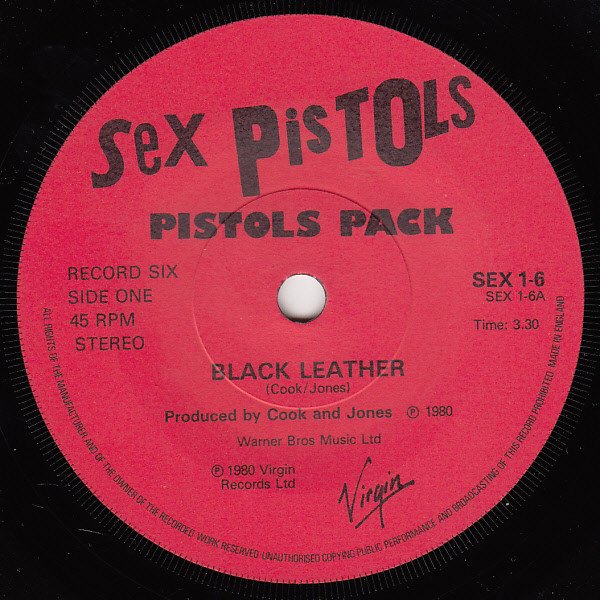 Sex PisTOLs
PISTOLS PACK
RECORD SIX
SIDE ONE
45 RPM
STEREO
SEX 1-6
SEX 1-6A
Time: 3.30
BLACK LEATHER
(Cook/Jones)
Produced by Cook and Jones ℗ 1980
Warner Bros Music Ltd
℗ 1980 Virgin
Records Ltd
Virgin
ALL RIGHTS OF THE MANUFACTURER AND OF THE OWNER OF THE RECORDED WORK RESERVED·UNAUTHORISED COPYING PUBLIC PERFORMANCE AND BROADCASTING OF THIS RECORD PROHIBITED MADE IN ENGLAND